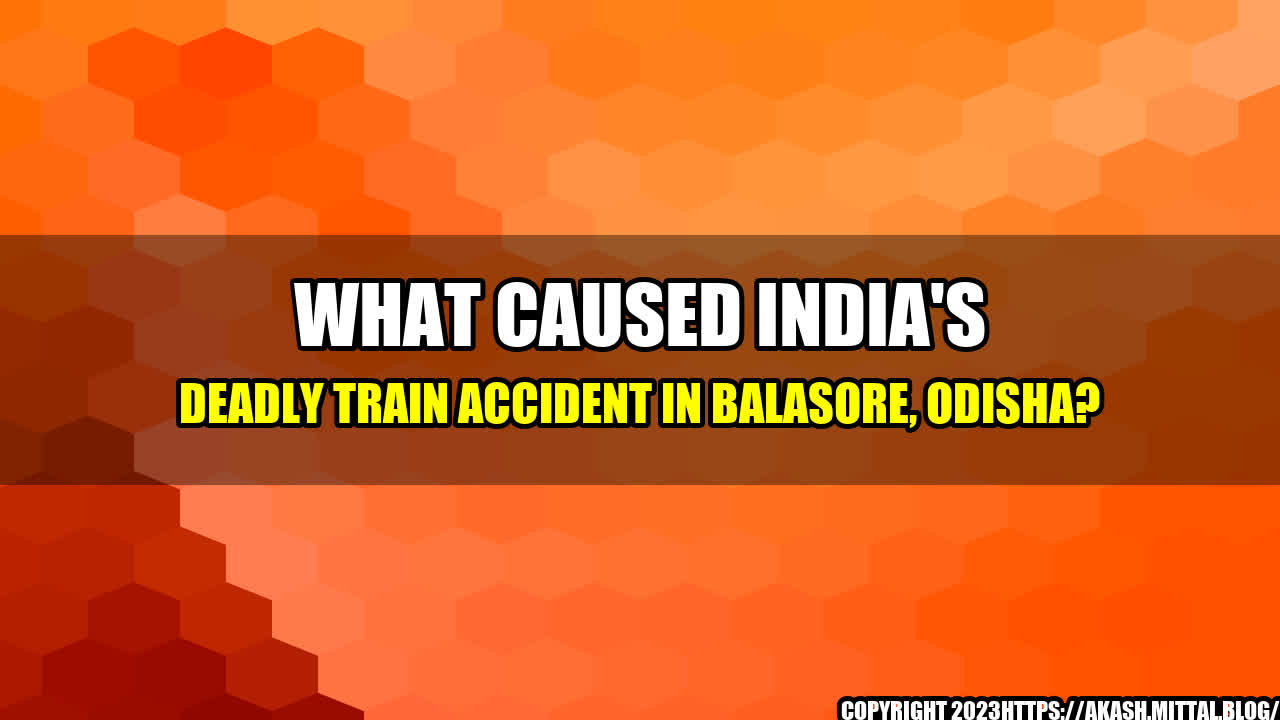 WHAT CAUSED INDIA'S
DEADLY TRAIN ACCIDENT IN BALASORE, ODISHA?
COPYRIGHT 2023HTTPS://AKASH.MITTAL.BLOG/